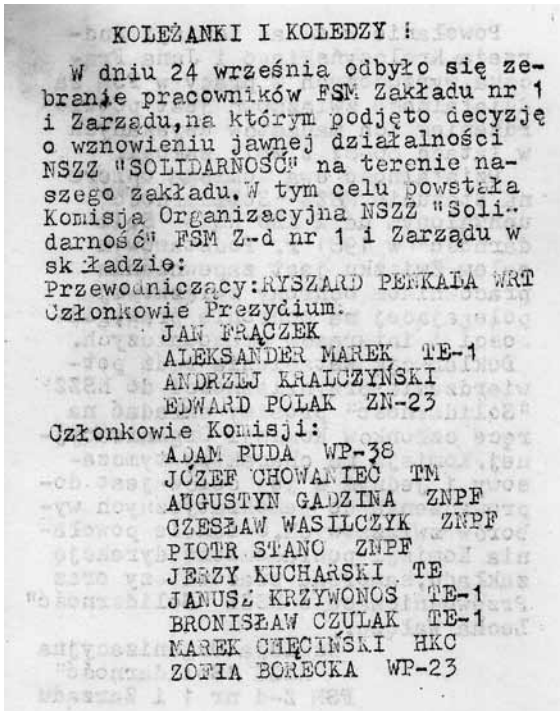 KOLEŻANKI I KOLEDZY !
W dniu 24 września odbyło się ze-
branie pracowników FSM Zakładu nr 1
i Zarządu,na którym podjęto decyzję
o wznowieniu jawnej działalności
NSZZ "SOLIDARNOŚĆ" na terenie na-
szego zakładu.W tym celu powstała
Komisja Organizacyjna NSZZ "Soli-
darność" FSM Z-d nr 1 i Zarządu w
sk ładzie:
Przewodniczący:RYSZARD PENKALA WRT
Członkowie Prezydium:
JAN FRĄCZEK
ALEKSANDER MAREK TE-1
ANDRZEJ KRALCZYŃSKI
EDWARD POLAK ZN-23
Członkowie Komisji:
ADAM PUDA WP-38
JÓZEF CHOWANIEC TM
AUGUSTYN GADZINA ZNPF
CZESŁAW WASILCZYK ZNPF
PIOTR STANO ZNPF
JERZY KUCHARSKI TE
JANUSZ KRZYWONOS TE-1
BRONISŁAW CZULAK TE-1
MAREK CHĘCIŃSKI HKC
ZOFIA BORECKA WP-23